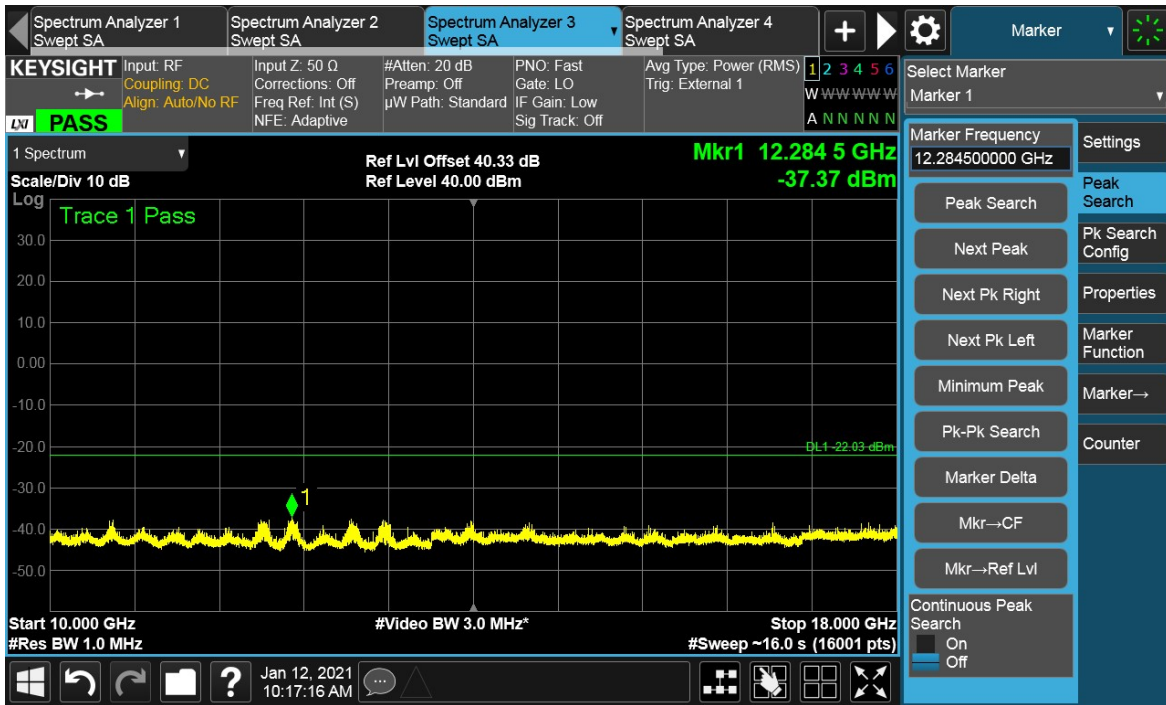 Spectrum Analyzer 1
Swept SA
Spectrum Analyzer 2
Swept SA
Spectrum Analyzer 3
Swept SA
Spectrum Analyzer 4
Swept SA
+
Marker
KEYSIGHT
LXI PASS
Input: RF
Coupling: DC
Align: Auto/No RF
Input Z: 50 Ω
Corrections: Off
Freq Ref: Int (S)
NFE: Adaptive
#Atten: 20 dB
Preamp: Off
µW Path: Standard
PNO: Fast
Gate: LO
IF Gain: Low
Sig Track: Off
Avg Type: Power (RMS)
Trig: External 1
1 2 3 4 5 6
W W W W W W
A N N N N N
Select Marker
Marker 1
1 Spectrum
Scale/Div 10 dB
Ref Lvl Offset 40.33 dB
Ref Level 40.00 dBm
Mkr1 12.284 5 GHz
-37.37 dBm
Log
Trace 1 Pass
30.0
20.0
10.0
0.00
-10.0
-20.0
-30.0
-40.0
-50.0
DL1 -22.03 dBm
1
Start 10.000 GHz
#Res BW 1.0 MHz
#Video BW 3.0 MHz*
Stop 18.000 GHz
#Sweep ~16.0 s (16001 pts)
Marker Frequency
12.284500000 GHz
Peak Search
Next Peak
Next Pk Right
Next Pk Left
Minimum Peak
Pk-Pk Search
Marker Delta
Mkr→CF
Mkr→Ref Lvl
Continuous Peak
Search
On
Off
Settings
Peak
Search
Pk Search
Config
Properties
Marker
Function
Marker→
Counter
?
Jan 12, 2021
10:17:16 AM